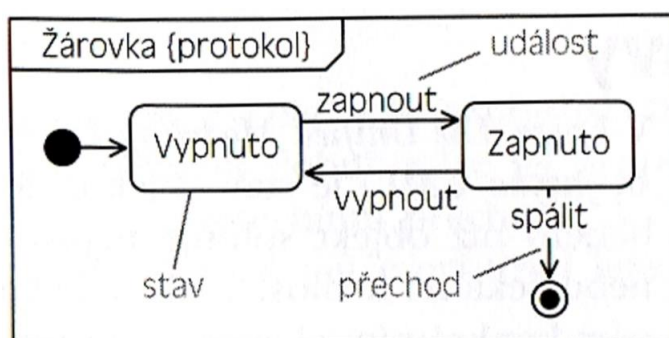 Žárovka {protokol}
událost
zapnout
Vypnuto
Zapnuto
vypnout
spálit
stav
přechod